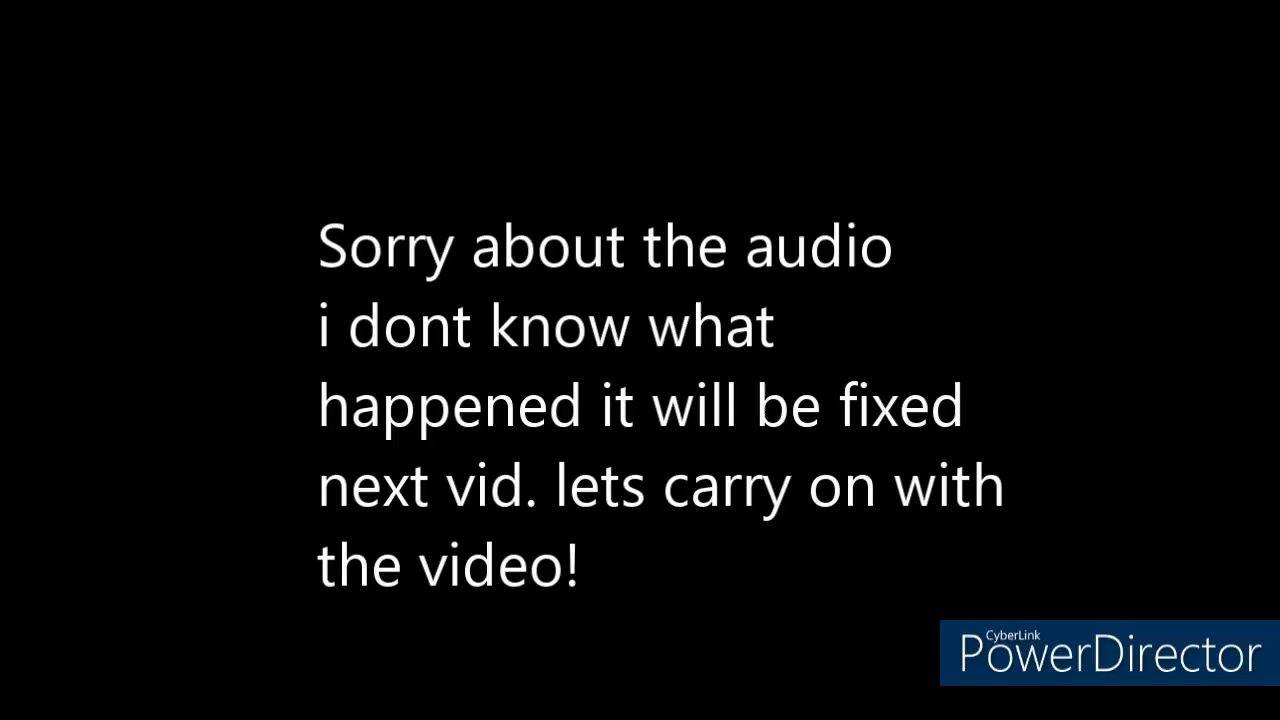 Sorry about the audio
i dont know what
happened it will be fixed
next vid. lets carry on with
the video!
CyberLink
PowerDirector